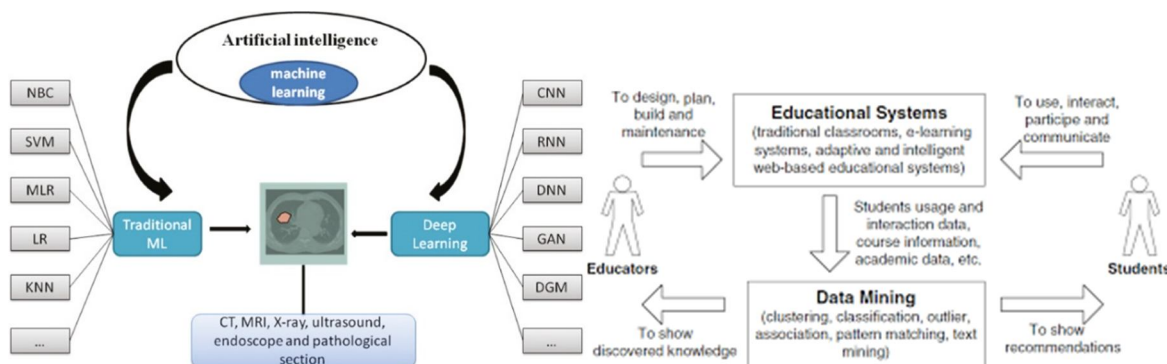 Artificial intelligence
machine
learning
NBC
SVM
MLR
LR
KNN
...
Traditional
ML
Deep
Learning
CNN
RNN
DNN
GAN
DGM
...
CT, MRI, X-ray, ultrasound,
endoscope and pathological
section
To design, plan,
build and
maintenance
Educational Systems
(traditional classrooms, e-learning
systems, adaptive and intelligent
web-based educational systems)
To use, interact,
participe and
communicate
Educators
Students usage and
interaction data,
course information,
academic data, etc.
Students
Data Mining
(clustering, classification, outlier,
association, pattern matching, text
mining)
To show
discovered knowledge
To show
recommendations